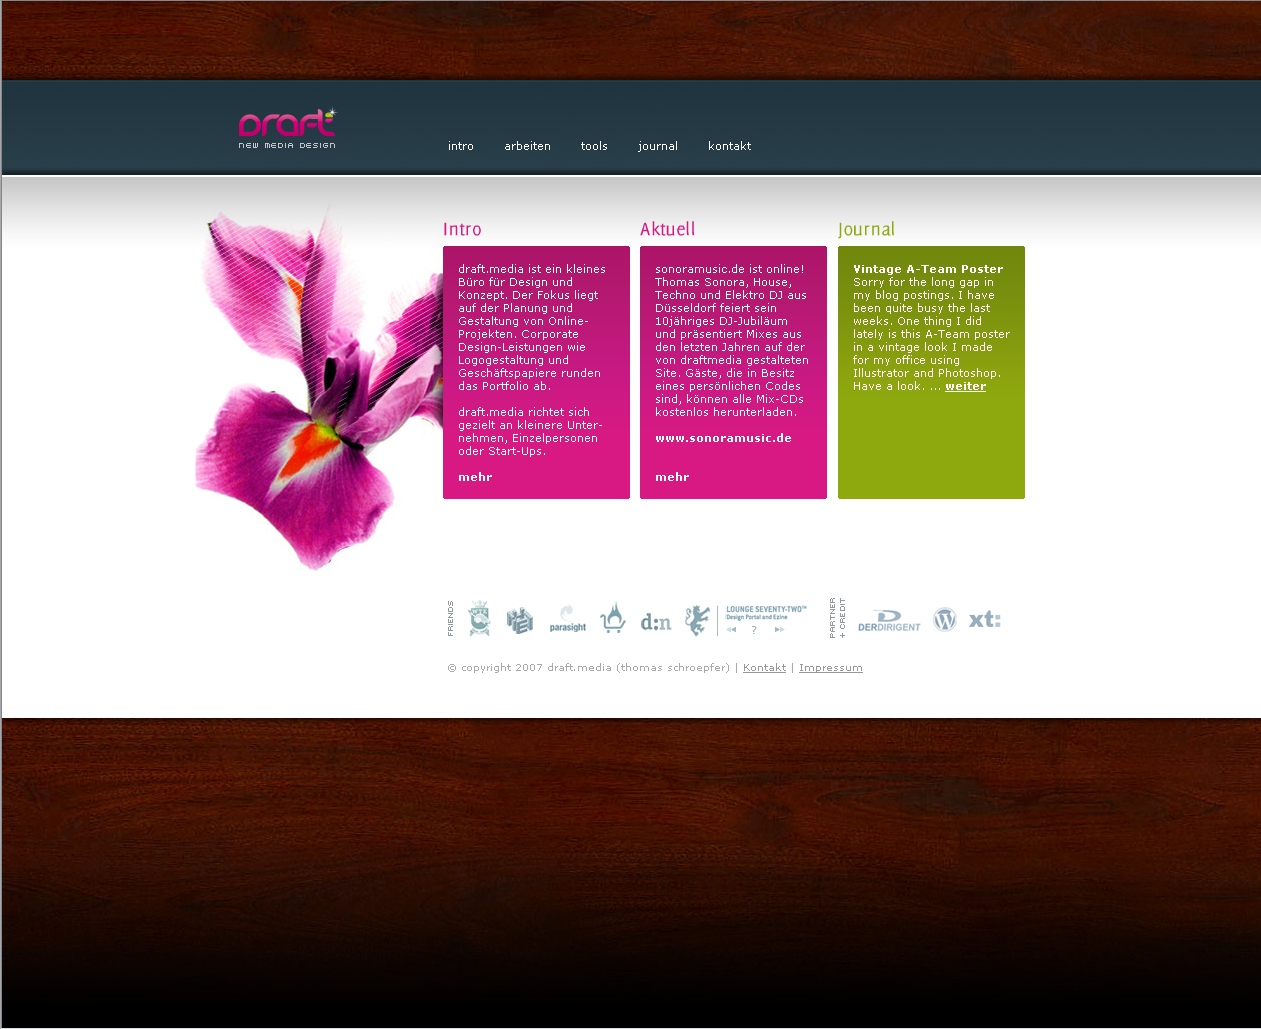 Draft
NEW MEDIA DESIGN
intro arbeiten tools journal kontakt
Intro
draft.media ist ein kleines
Büro für Design und
Konzept. Der Fokus liegt
auf der Planung und
Gestaltung von Online-
Projekten. Corporate
Design-Leistungen wie
Logogestaltung und
Geschäftspapiere runden
das Portfolio ab.
draft.media richtet sich
gezielt an kleinere Unter-
nehmen, Einzelpersonen
oder Start-Ups.
mehr
Aktuell
sonoramusic.de ist online!
Thomas Sonora, House,
Techno und Elektro DJ aus
Düsseldorf feiert sein
10jähriges DJ-Jubiläum
und präsentiert Mixes aus
den letzten Jahren auf der
von draftmedia gestalteten
Site. Gäste, die in Besitz
eines persönlichen Codes
sind, können alle Mix-CDs
kostenlos herunterladen.
www.sonoramusic.de
mehr
Journal
Vintage A-Team Poster
Sorry for the long gap in
my blog postings. I have
been quite busy the last
weeks. One thing I did
lately is this A-Team poster
in a vintage look I made
for my office using
Illustrator and Photoshop.
Have a look. ... weiter
FRIENDS
parasight
d:n
LOUNGE SEVENTY-TWO™
Design Portal and Ezine
?
PARTNER
+ CREDIT
DERDIRIGENT
W
xt:
© copyright 2007 draft.media (thomas schroepfer) | Kontakt | Impressum